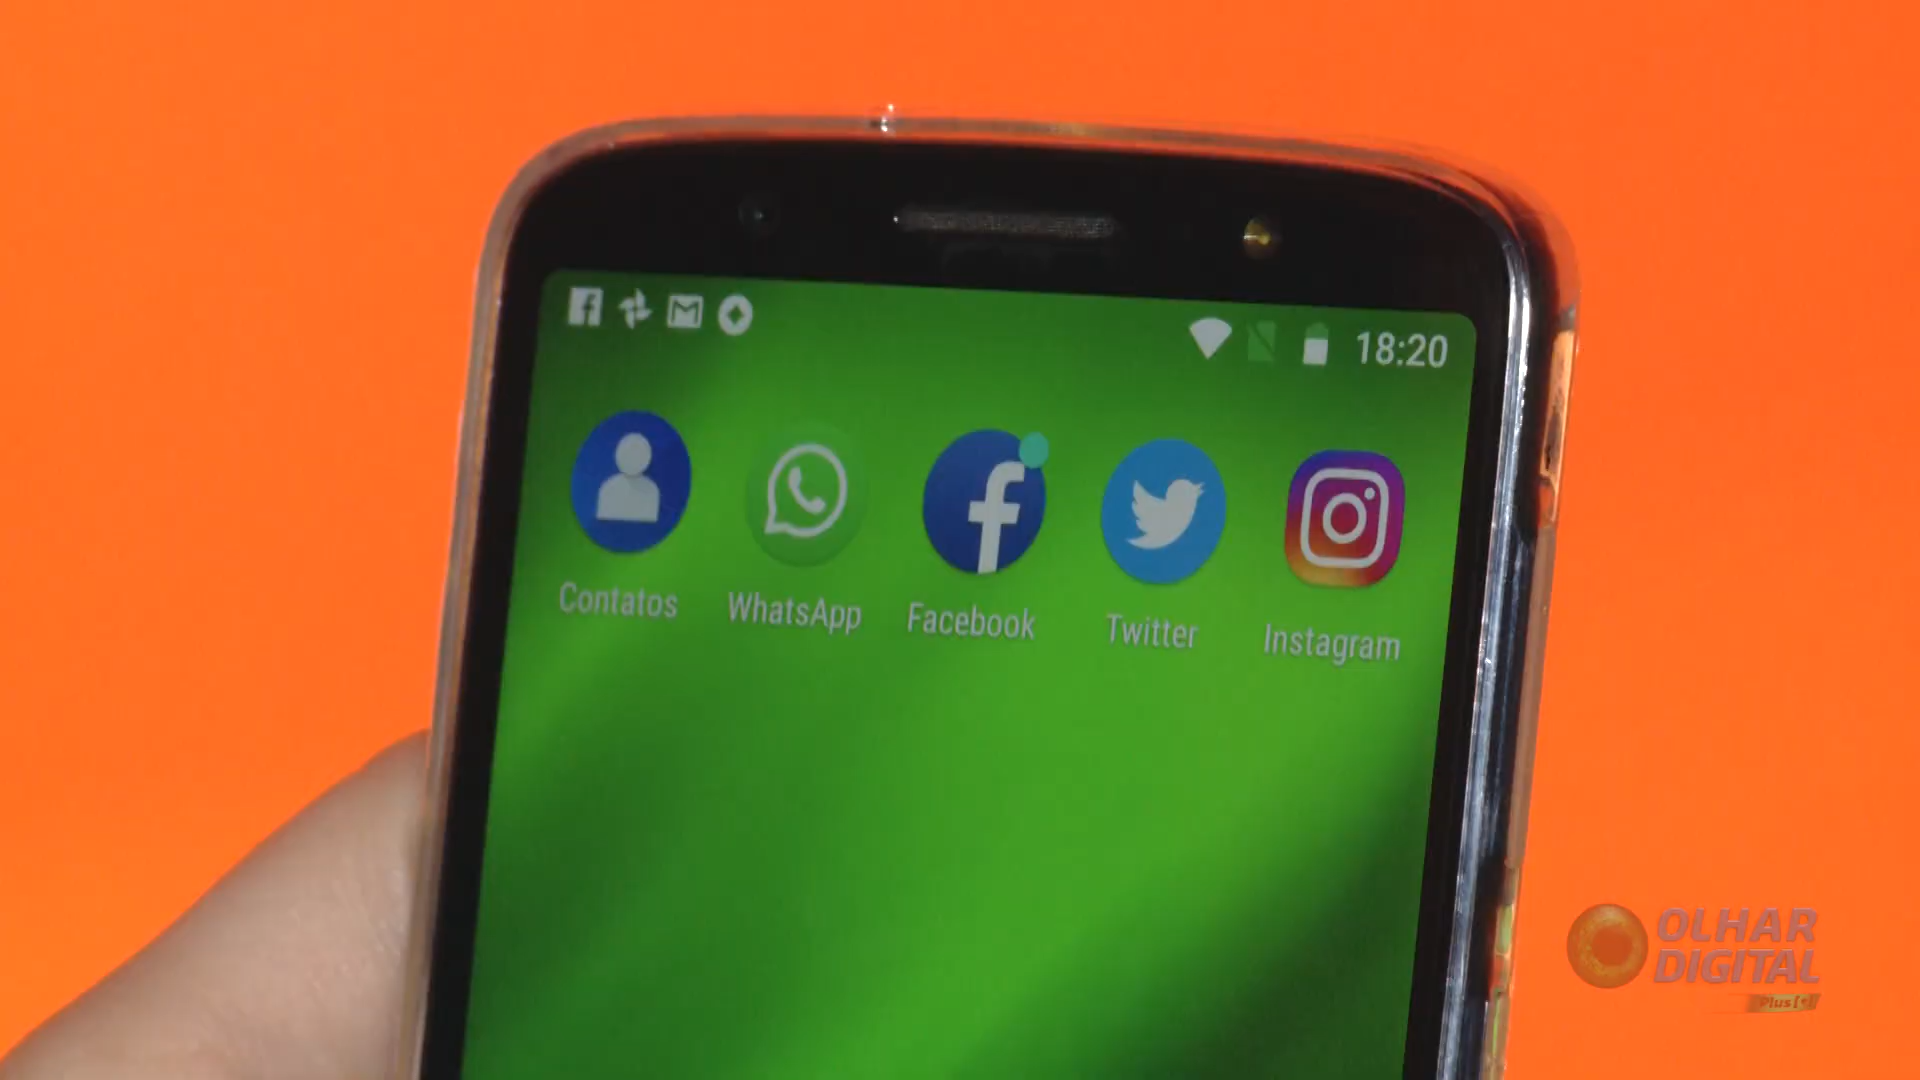 18:20
Contatos
WhatsApp
Facebook
Twitter
Instagram
OLHAR
DIGITAL
Plus[+]